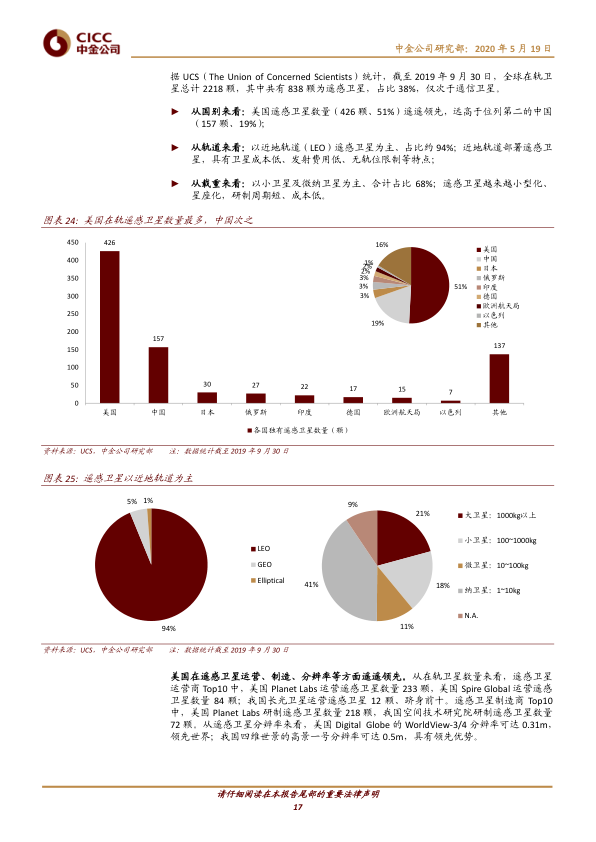 CICC
中金公司
中金公司研究部：2020 年 5 月 19 日
据 UCS（The Union of Concerned Scientists）统计，截至 2019 年 9 月 30 日，全球在轨卫
星总计 2218 颗，其中共有 838 颗为遥感卫星，占比 38%，仅次于通信卫星。
► 从国别来看：美国遥感卫星数量（426 颗、51%）遥遥领先，远高于位列第二的中国
（157 颗、19%）；
► 从轨道来看：以近地轨道（LEO）遥感卫星为主、占比约 94%；近地轨道部署遥感卫
星，具有卫星成本低、发射费用低、无轨位限制等特点；
► 从载重来看：以小卫星及微纳卫星为主、合计占比 68%；遥感卫星越来越小型化、
星座化，研制周期短、成本低。
图表 24：美国在轨遥感卫星数量最多，中国次之
450
400
350
300
250
200
150
100
50
0
426
157
30
27
22
17
15
7
137
美国
中国
日本
俄罗斯
印度
德国
欧洲航天局
以色列
其他
■各国独有遥感卫星数量（颗）
16%
1%
2%
2%
3%
3%
3%
19%
51%
美国
中国
日本
俄罗斯
印度
德国
欧洲航天局
以色列
其他
资料来源：UCS、中金公司研究部 注：数据统计截至 2019 年 9 月 30 日
图表 25：遥感卫星以近地轨道为主
5%
1%
94%
LEO
GEO
Elliptical
9%
21%
41%
18%
11%
大卫星：1000kg以上
小卫星：100~1000kg
微卫星：10~100kg
纳卫星：1~10kg
N.A.
资料来源：UCS、中金公司研究部 注：数据统计截至 2019 年 9 月 30 日
美国在遥感卫星运营、制造、分辨率等方面遥遥领先。从在轨卫星数量来看，遥感卫星
运营商 Top10 中，美国 Planet Labs 运营遥感卫星数量 233 颗，美国 Spire Global 运营遥感
卫星数量 84 颗；我国长光卫星运营遥感卫星 12 颗、跻身前十。遥感卫星制造商 Top10
中，美国 Planet Labs 研制遥感卫星数量 218 颗，我国空间技术研究院研制遥感卫星数量
72 颗。从遥感卫星分辨率来看，美国 Digital Globe 的 WorldView-3/4 分辨率可达 0.31m，
领先世界；我国四维世景的高景一号分辨率可达 0.5m，具有领先优势。
请仔细阅读在本报告尾部的重要法律声明
17